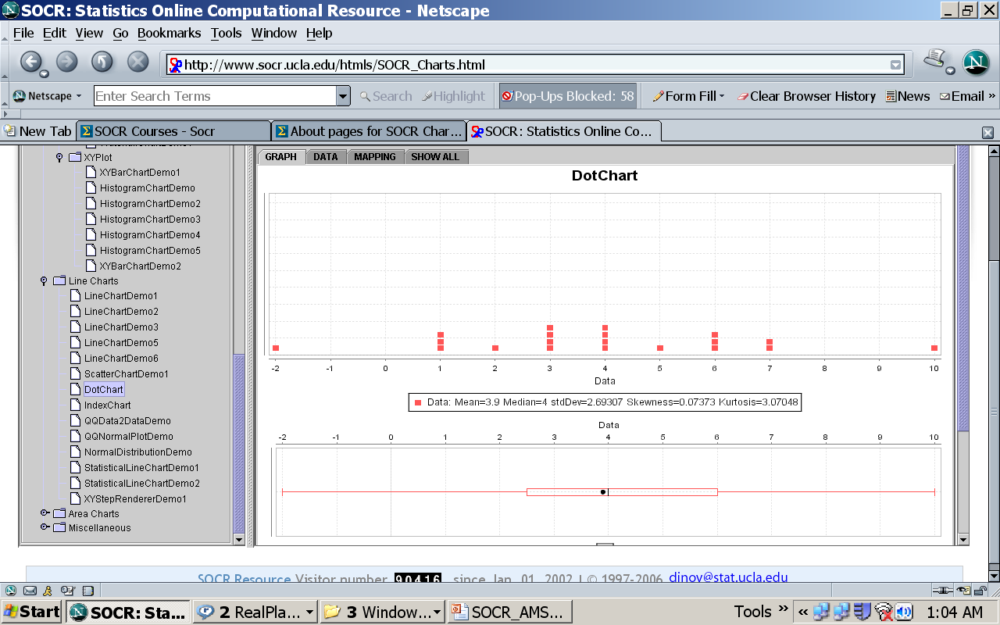 SOCR: Statistics Online Computational Resource - Netscape
File Edit View Go Bookmarks Tools Window Help
http://www.socr.ucla.edu/htmls/SOCR_Charts.html
Netscape Enter Search Terms Search Highlight Pop-Ups Blocked: 58 Form Fill Clear Browser History News Email »
New Tab SOCR Courses - Socr About pages for SOCR Char... SOCR: Statistics Online Co...
XYPlot
XYBarChartDemo1
HistogramChartDemo
HistogramChartDemo2
HistogramChartDemo3
HistogramChartDemo4
HistogramChartDemo5
XYBarChartDemo2
Line Charts
LineChartDemo1
LineChartDemo2
LineChartDemo3
LineChartDemo5
LineChartDemo6
ScatterChartDemo1
DotChart
IndexChart
QQData2DataDemo
QQNormalPlotDemo
NormalDistributionDemo
StatisticalLineChartDemo1
StatisticalLineChartDemo2
XYStepRendererDemo1
Area Charts
Miscellaneous
GRAPH DATA MAPPING SHOW ALL
DotChart
-2 -1 0 1 2 3 4 5 6 7 8 9 10
Data
Data: Mean=3.9 Median=4 stdDev=2.69307 Skewness=0.07373 Kurtosis=3.07048
Data
-2 -1 0 1 2 3 4 5 6 7 8 9 10
SOCR Resource Visitor number 90416 since Jan. 01, 2002 | © 1997-2006 dinov@stat.ucla.edu
Start SOCR: Sta... 2 RealPla... 3 Window... SOCR_AMS... Tools » « 1:04 AM